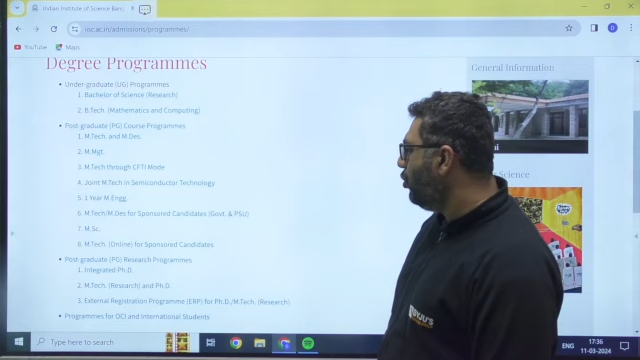 Indian Institute of Science Ban
iisc.ac.in/admissions/programmes/
YouTube
Maps
Degree Programmes
Under-graduate (UG) Programmes
1. Bachelor of Science (Research)
2. B.Tech. (Mathematics and Computing)
Post-graduate (PG) Course Programmes
1. M.Tech. and M.Des.
2. M.Mgt.
3. M.Tech through CFTI Mode
4. Joint M.Tech in Semiconductor Technology
5. 1 Year M.Engg.
6. M.Tech/M.Des for Sponsored Candidates (Govt. & PSU)
7. M.Sc.
8. M.Tech. (Online) for Sponsored Candidates
Post-graduate (PG) Research Programmes
1. Integrated Ph.D.
2. M.Tech. (Research) and Ph.D.
3. External Registration Programme (ERP) for Ph.D./M.Tech. (Research)
Programmes for OCI and International Students
General Information
Science
BYJU'S
Type here to search
ENG
17:36
11-03-2024